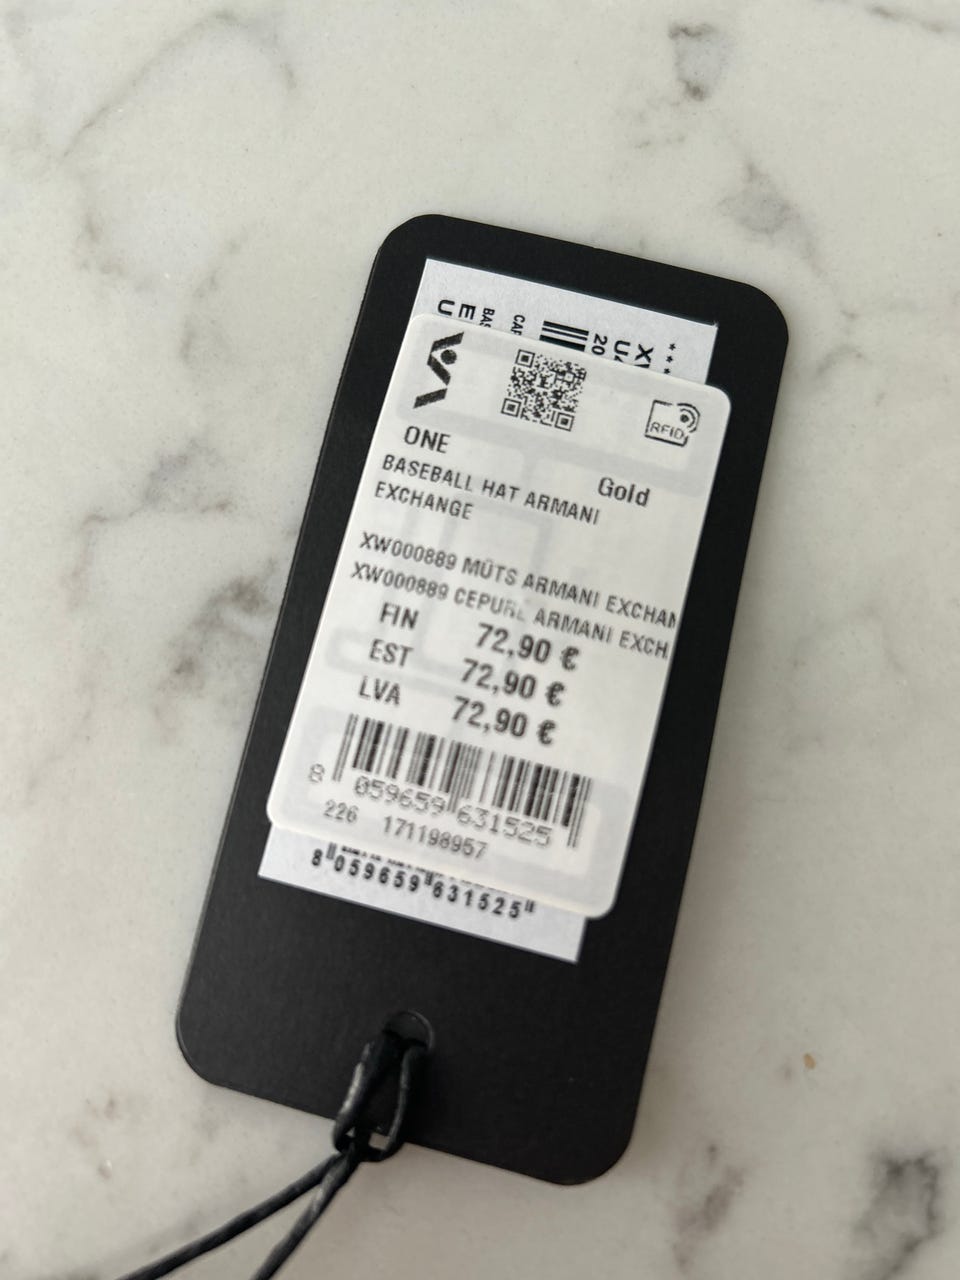 ONE
Gold
BASEBALL HAT ARMANI
EXCHANGE
XW000889 MÜTS ARMANI EXCHAN
XW000889 CEPURE ARMANI EXCH
FIN 72,90 €
EST 72,90 €
LVA 72,90 €
8 059659 631525
226 171198957
8 059659 631525
RFID